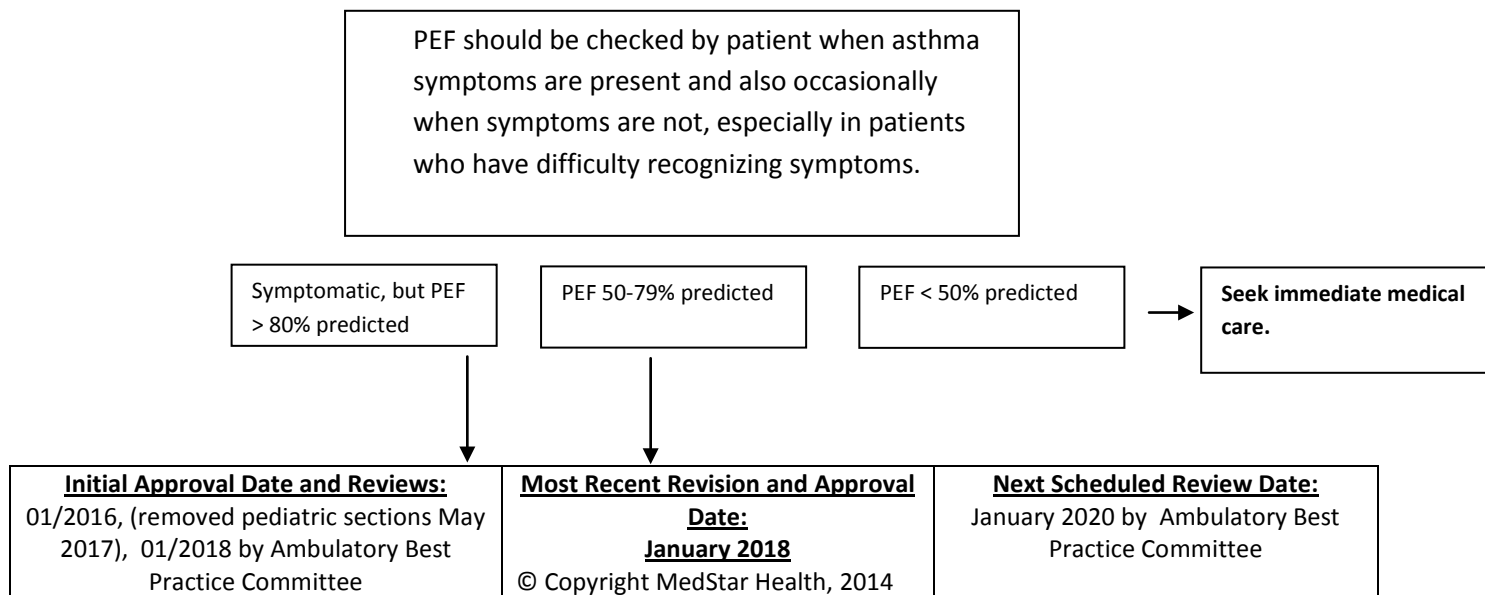 PEF should be checked by patient when asthma
symptoms are present and also occasionally
when symptoms are not, especially in patients
who have difficulty recognizing symptoms.
Symptomatic, but PEF
> 80% predicted
PEF 50-79% predicted
PEF < 50% predicted
Seek immediate medical
care.
Initial Approval Date and Reviews:
01/2016, (removed pediatric sections May
2017), 01/2018 by Ambulatory Best
Practice Committee
Most Recent Revision and Approval
Date:
January 2018
© Copyright MedStar Health, 2014
Next Scheduled Review Date:
January 2020 by Ambulatory Best
Practice Committee